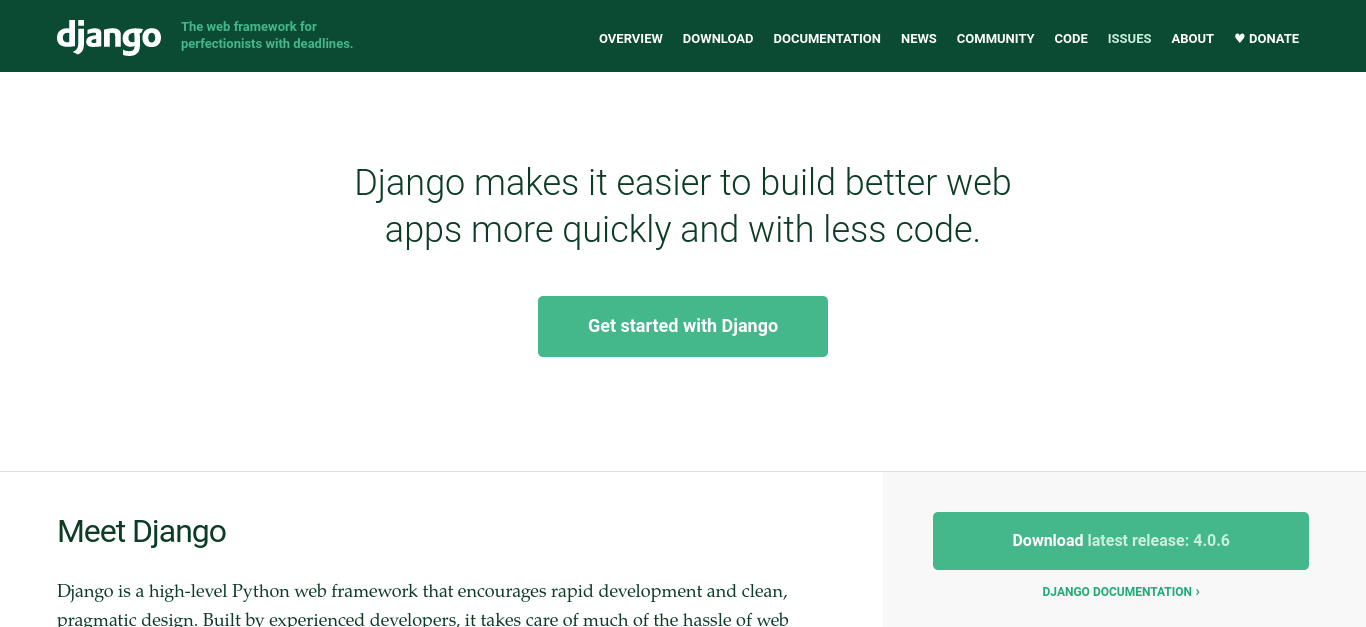 django
The web framework for
perfectionists with deadlines.
OVERVIEW DOWNLOAD DOCUMENTATION NEWS COMMUNITY CODE ISSUES ABOUT ♥ DONATE
Django makes it easier to build better web
apps more quickly and with less code.
Get started with Django
Meet Django
Django is a high-level Python web framework that encourages rapid development and clean,
pragmatic design. Built by experienced developers, it takes care of much of the hassle of web
Download latest release: 4.0.6
DJANGO DOCUMENTATION ›